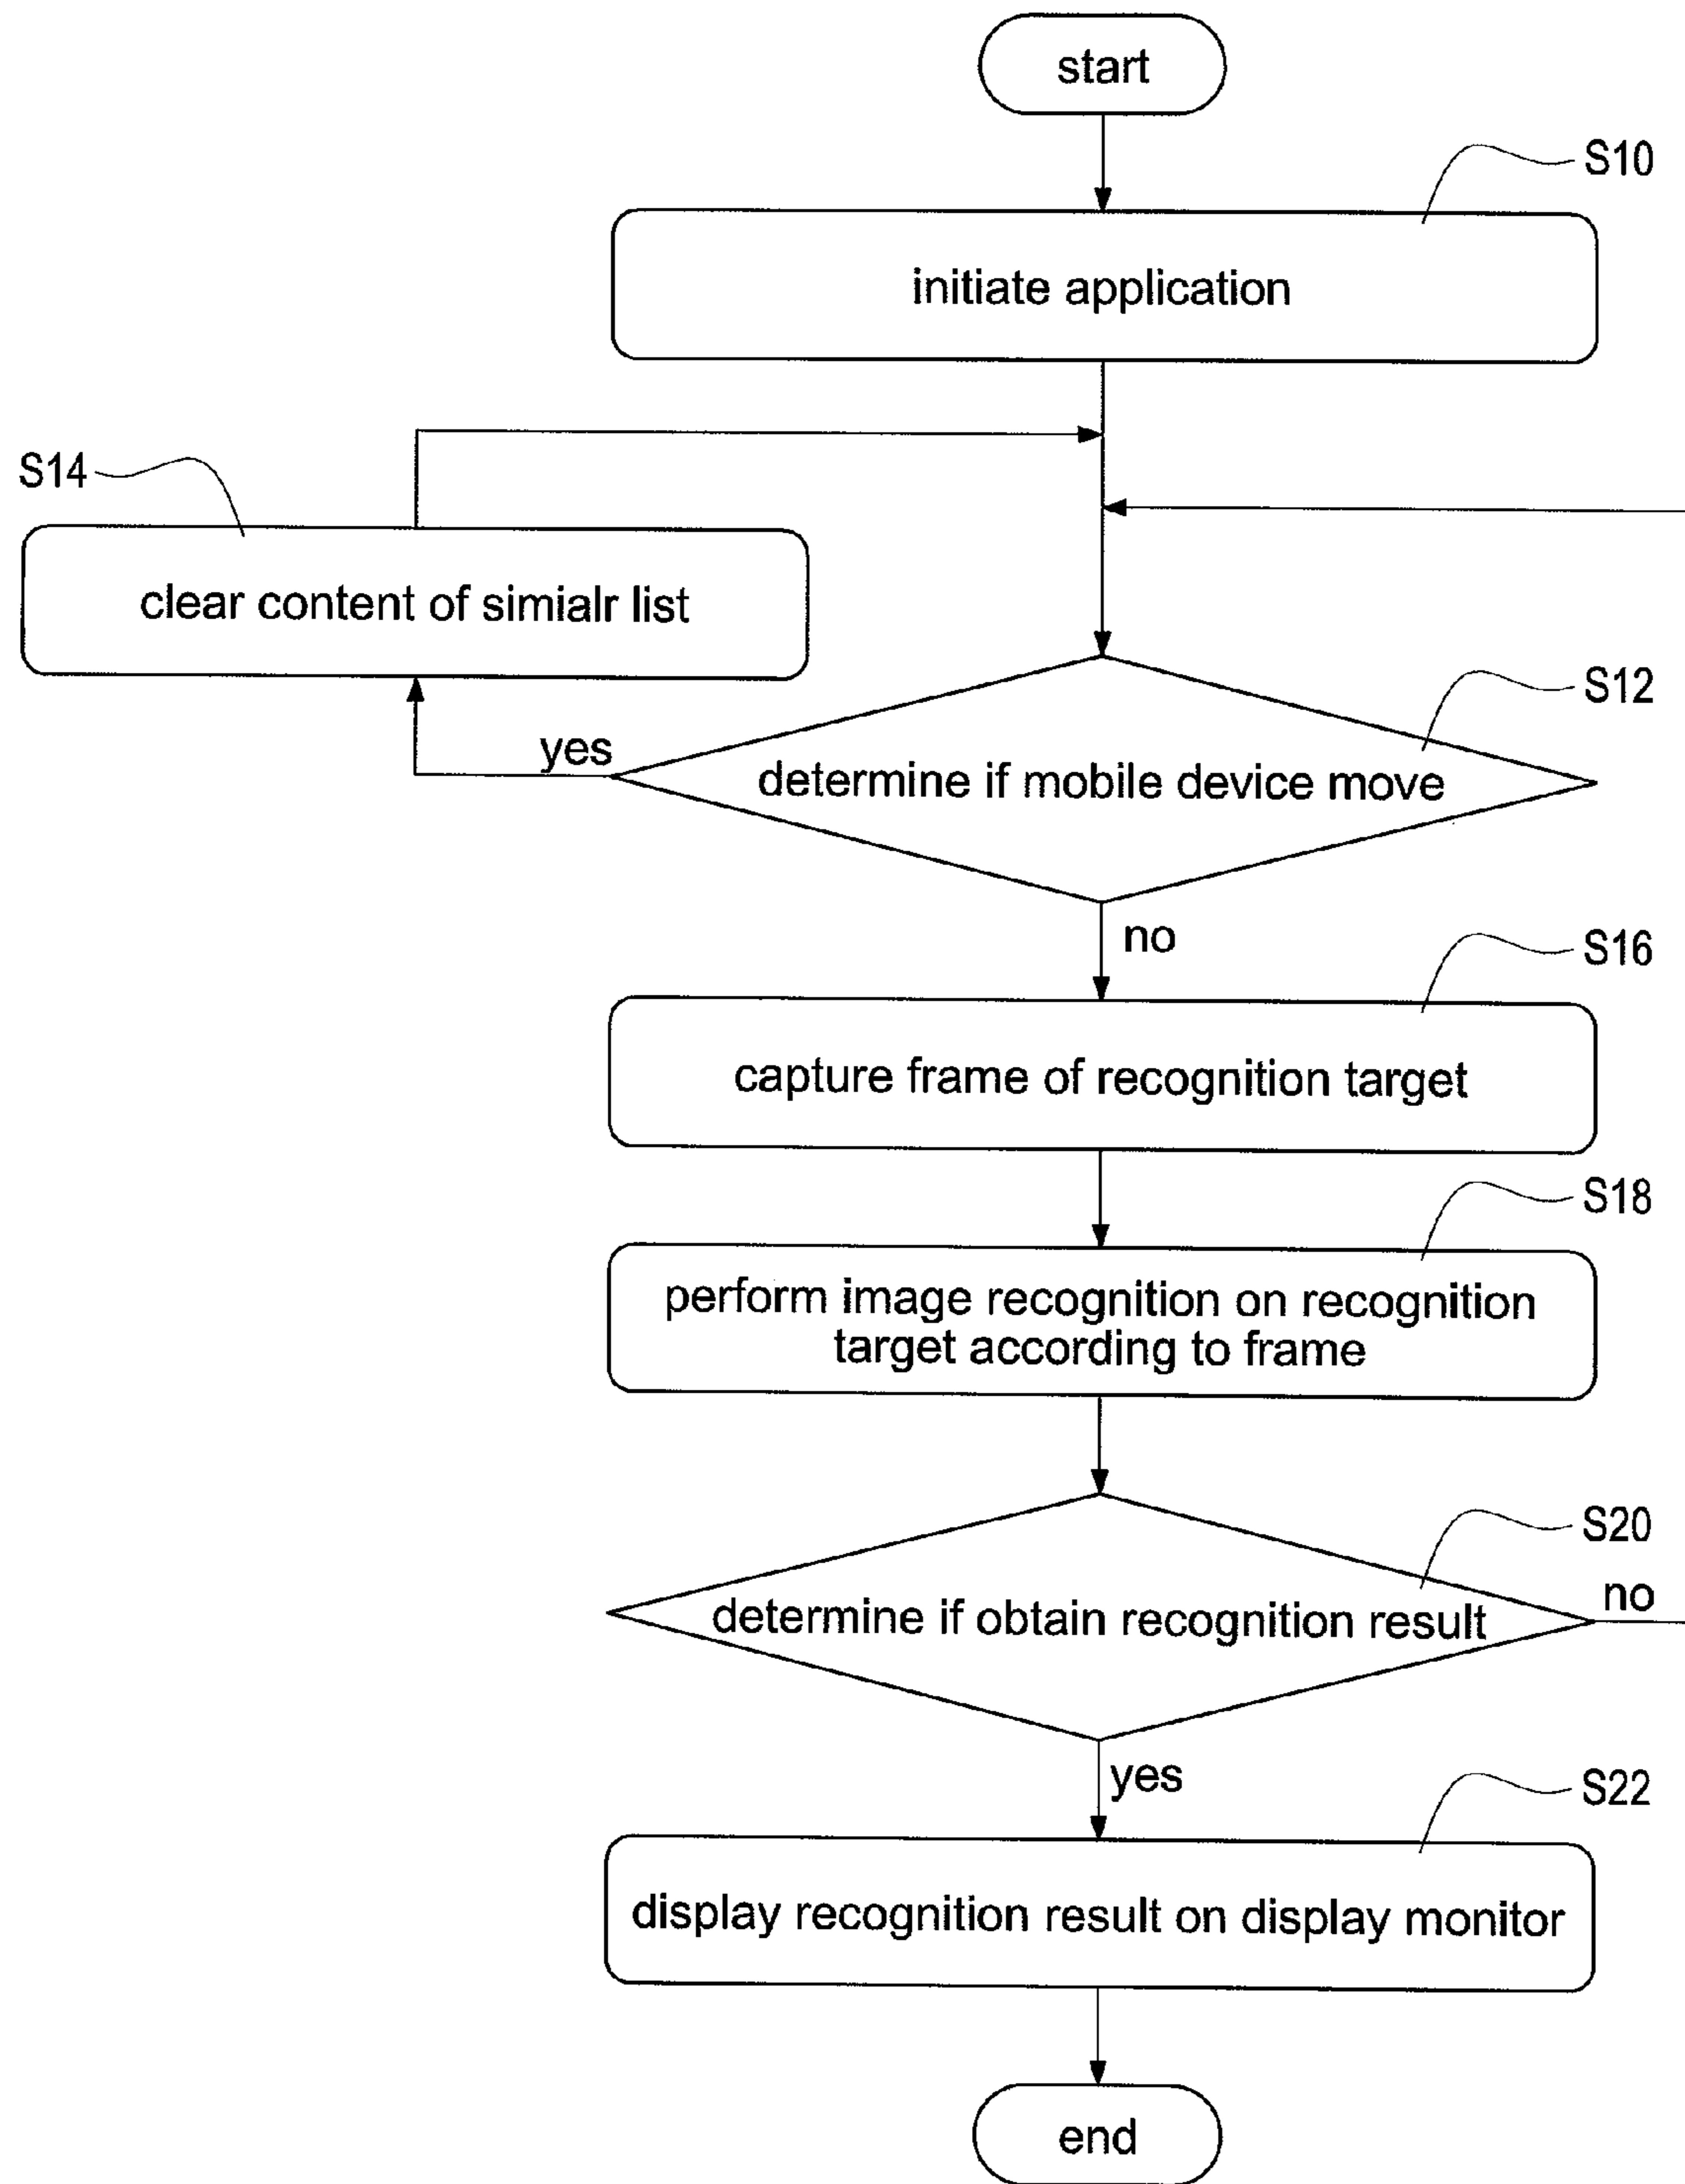 start
S10
initiate application
S14
clear content of simialr list
S12
yes
determine if mobile device move
no
S16
capture frame of recognition target
S18
perform image recognition on recognition
target according to frame
S20
no
determine if obtain recognition result
yes
S22
display recognition result on display monitor
end